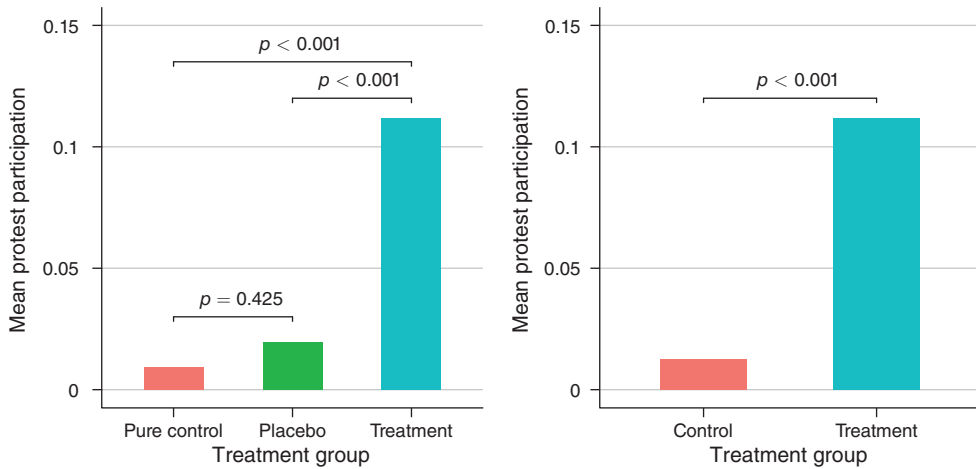 0.15
p < 0.001
p < 0.001
0.1
Mean protest participation
0.05
p = 0.425
0
Pure control Placebo Treatment
Treatment group
0.15
p < 0.001
0.1
Mean protest participation
0.05
0
Control Treatment
Treatment group